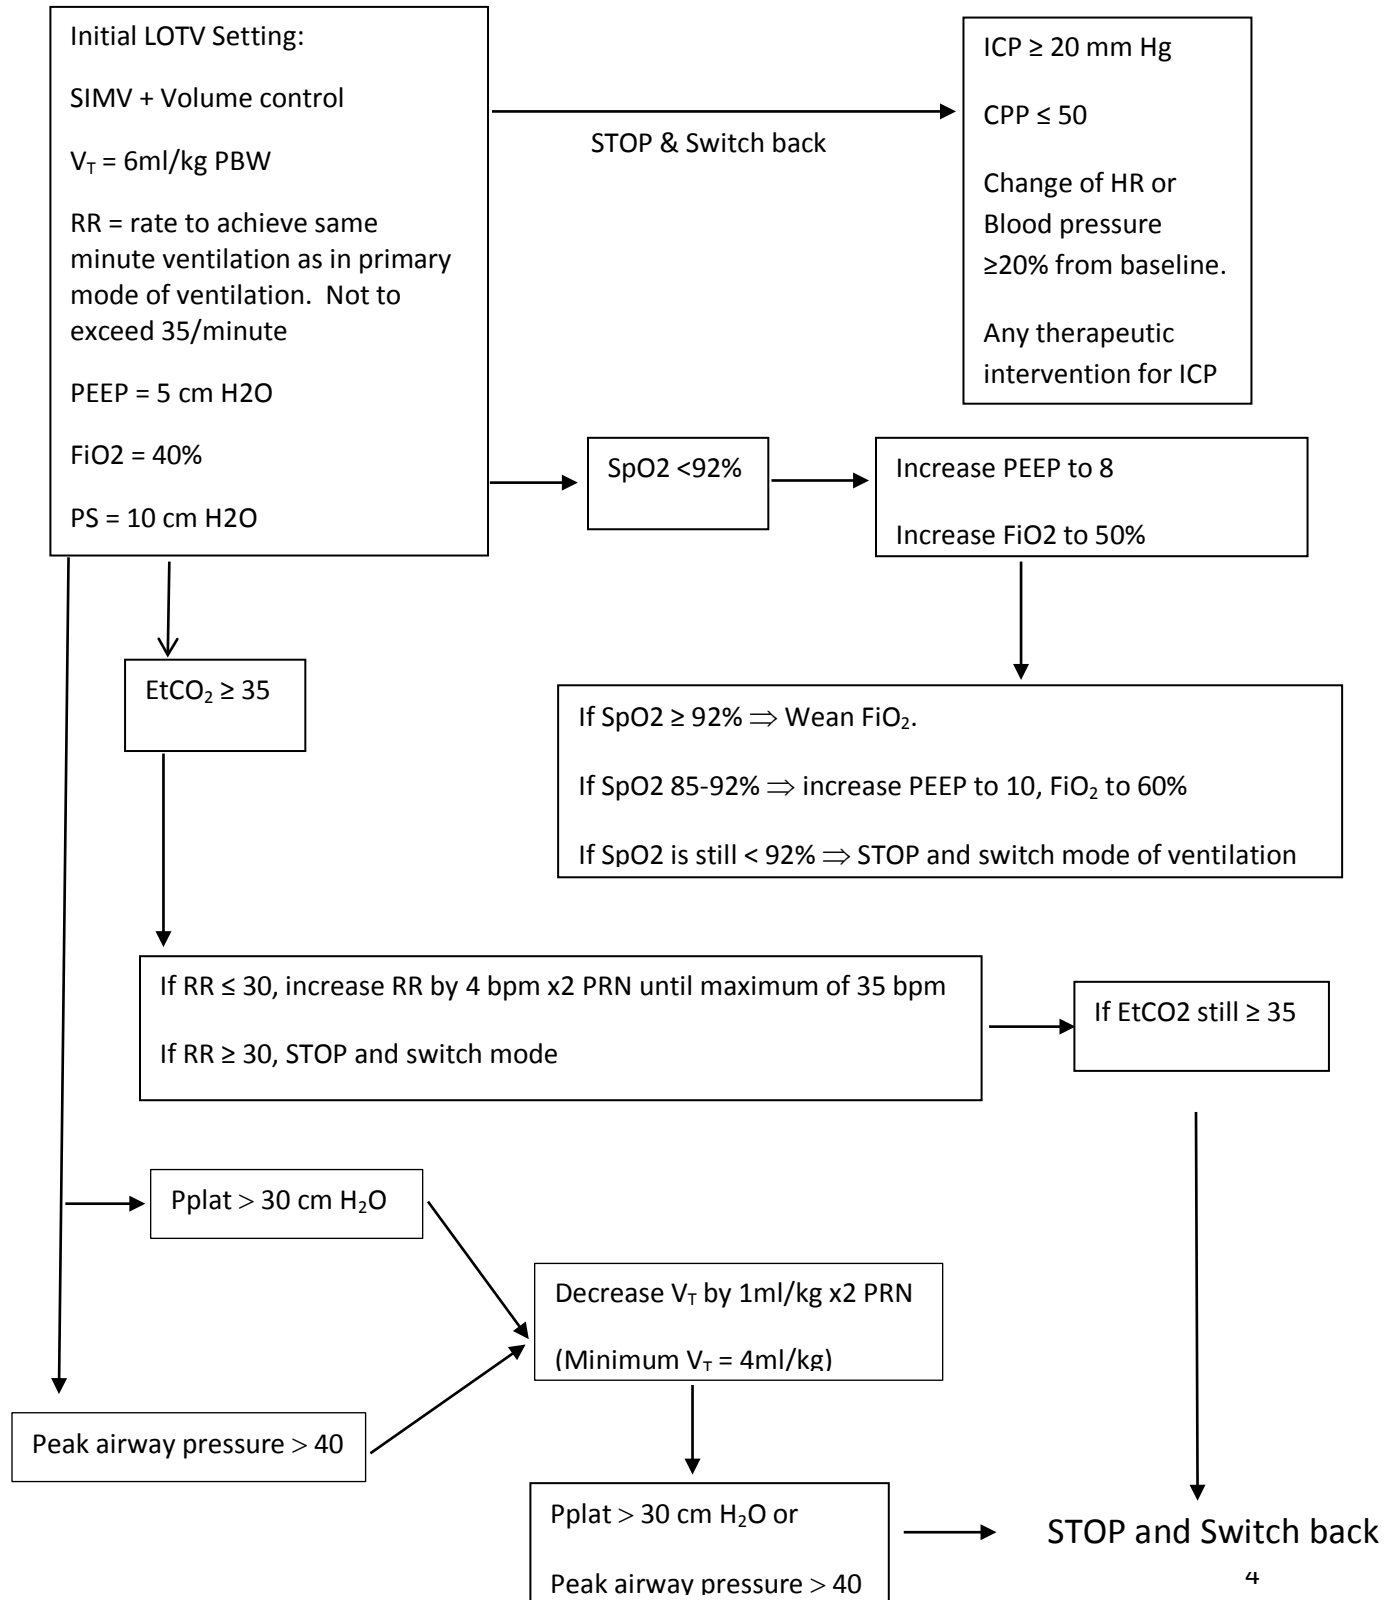 Initial LOTV Setting:
SIMV + Volume control
V_T = 6ml/kg PBW
RR = rate to achieve same
minute ventilation as in primary
mode of ventilation.  Not to
exceed 35/minute
PEEP = 5 cm H2O
FiO2 = 40%
PS = 10 cm H2O
STOP & Switch back
ICP ≥ 20 mm Hg
CPP ≤ 50
Change of HR or
Blood pressure
≥20% from baseline.
Any therapeutic
intervention for ICP
SpO2 <92%
Increase PEEP to 8
Increase FiO2 to 50%
EtCO₂ ≥ 35
If SpO2 ≥ 92% ⇒ Wean FiO₂.
If SpO2 85-92% ⇒ increase PEEP to 10, FiO₂ to 60%
If SpO2 is still < 92% ⇒ STOP and switch mode of ventilation
If RR ≤ 30, increase RR by 4 bpm x2 PRN until maximum of 35 bpm
If RR ≥ 30, STOP and switch mode
If EtCO2 still ≥ 35
Pplat > 30 cm H₂O
Decrease V_T by 1ml/kg x2 PRN
(Minimum V_T = 4ml/kg)
Peak airway pressure > 40
Pplat > 30 cm H₂O or
Peak airway pressure > 40
STOP and Switch back
4